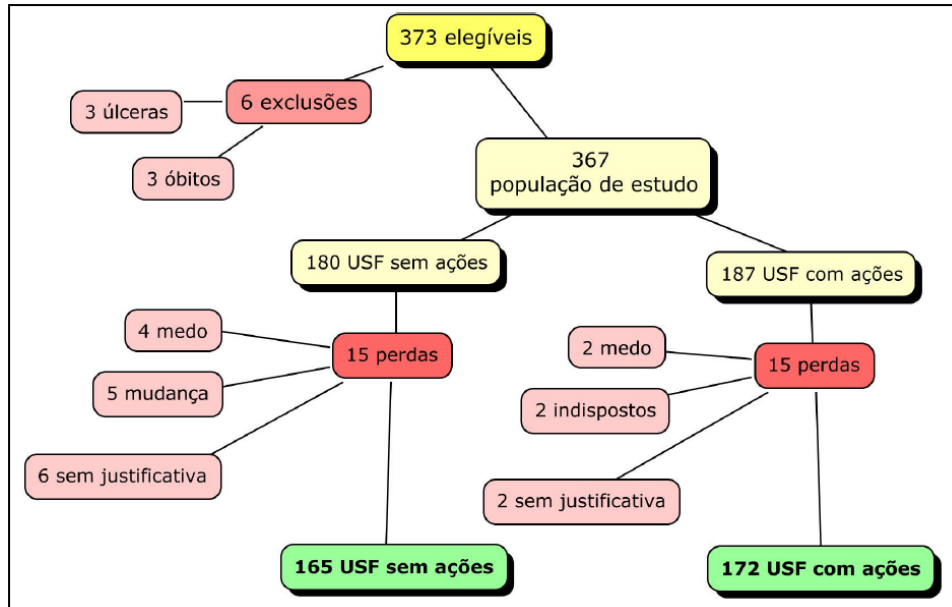 373 elegíveis
6 exclusões
3 úlceras
3 óbitos
367
população de estudo
180 USF sem ações
187 USF com ações
4 medo
15 perdas
5 mudança
6 sem justificativa
2 medo
15 perdas
2 indispostos
2 sem justificativa
165 USF sem ações
172 USF com ações